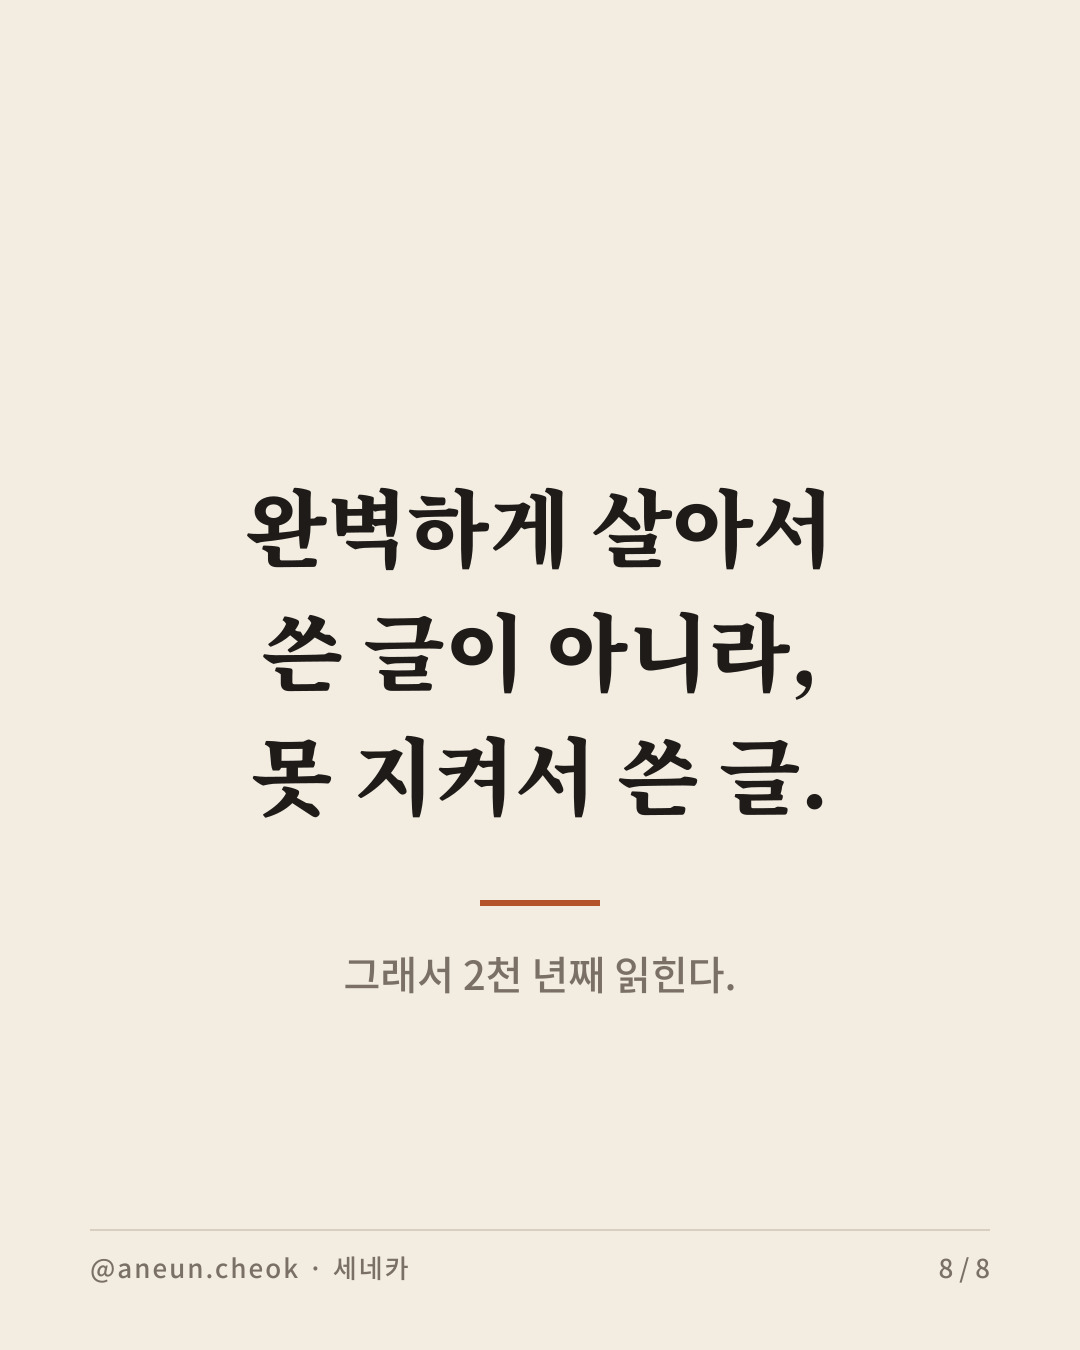 완벽하게 살아서
쓴 글이 아니라,
못 지켜서 쓴 글.
그래서 2천 년째 읽힌다.
@aneun.cheok · 세네카
8 / 8